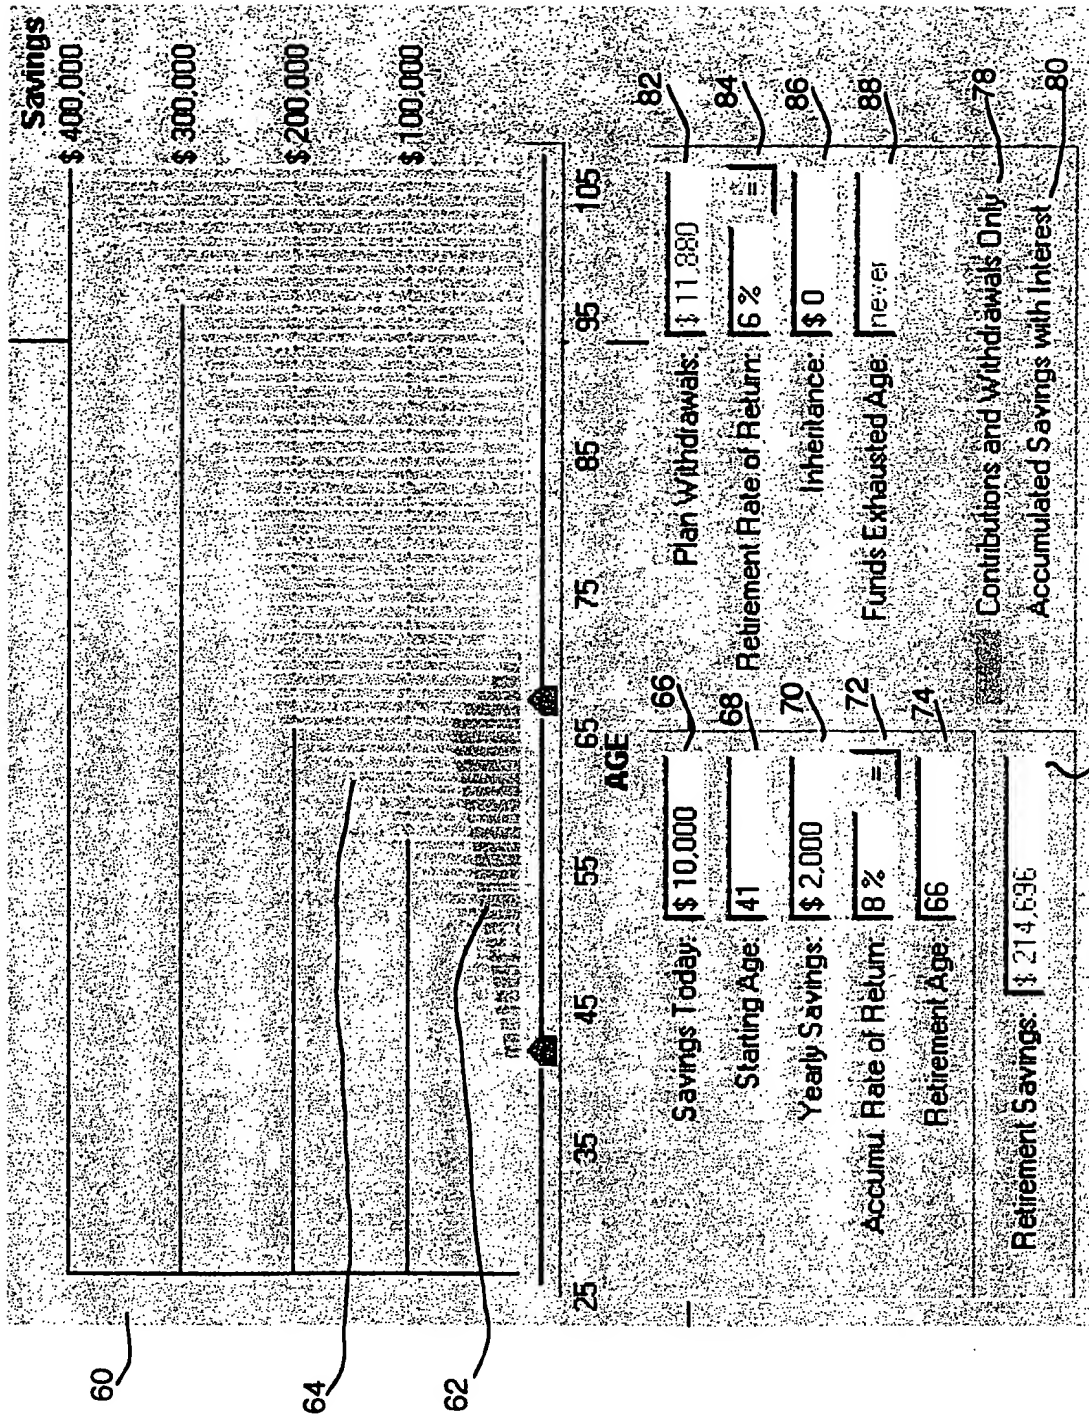 Savings
$ 400,000
$ 300,000
$200,000
$ 100,000
60
64
62
25 35 45 55 65 75 85 95 105
AGE
Savings Today: $ 10,000 66
Starting Age: 41 68
Yearly Savings: $ 2,000 70
Accumu. Rate of Return: 8 % = 72
Retirement Age: 66 74
Retirement Savings: $ 214,696
Plan Withdrawals: $ 11,880 82
Retirement Rate of Return: 6 % = 84
Inheritance: $ 0 86
Funds Exhausted Age: never 88
Contributions and Withdrawals Only 78
Accumulated Savings with Interest 80